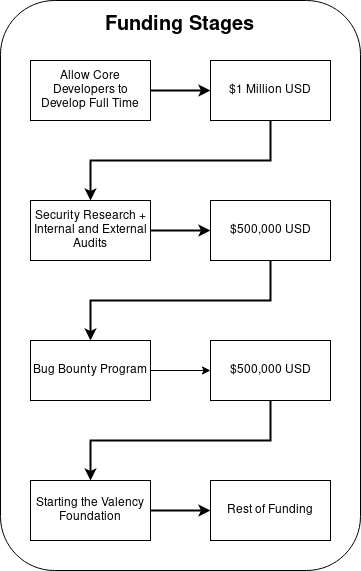 Funding Stages
Allow Core
Developers to
Develop Full Time
$1 Million USD
Security Research +
Internal and External
Audits
$500,000 USD
Bug Bounty Program
$500,000 USD
Starting the Valency
Foundation
Rest of Funding